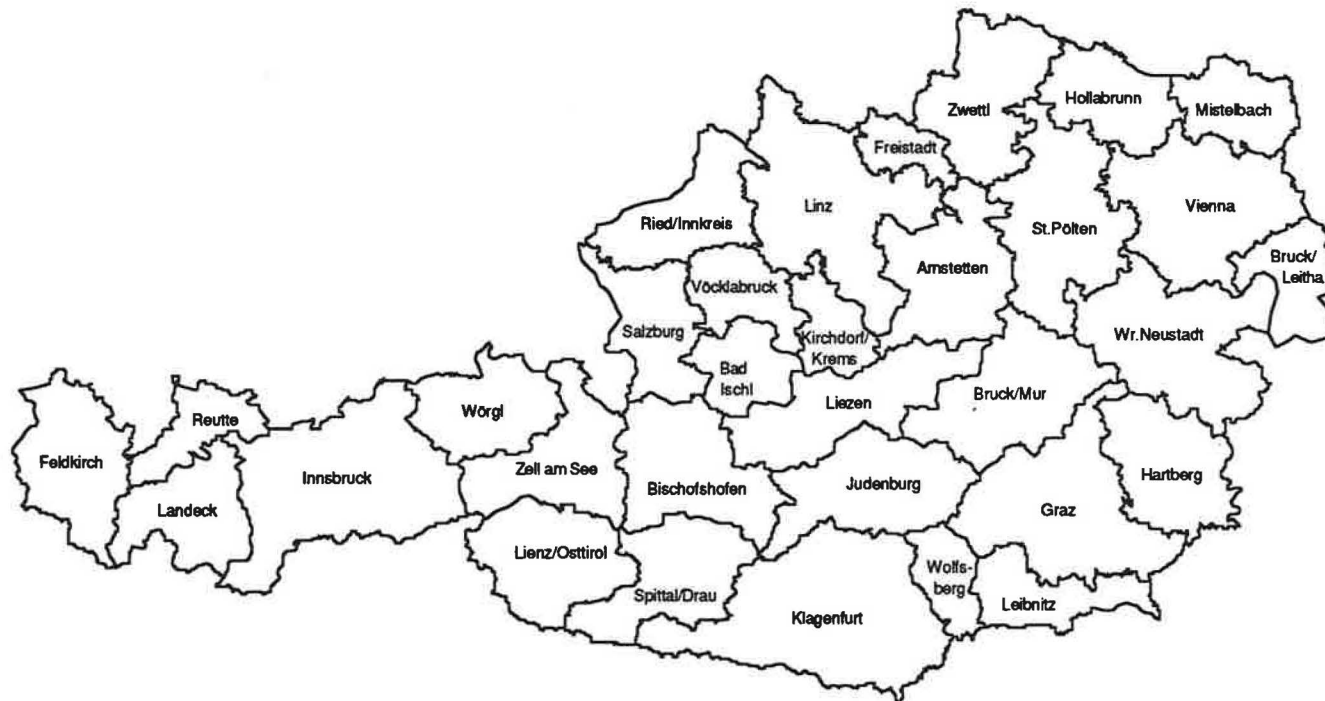 Zwettl
Hollabrunn
Mistelbach
Freistadt
Linz
Vienna
Ried/Innkreis
St.Pölten
Arnstetten
Bruck/
Leitha
Vöcklabruck
Salzburg
Kirchdorf/
Krems
Wr.Neustadt
Bad
Ischl
Reutte
Wörgl
Liezen
Bruck/Mur
Feldkirch
Innsbruck
Zell am See
Bischofshofen
Judenburg
Hartberg
Landeck
Graz
Lienz/Osttirol
Wolfs-
berg
Spittal/Drau
Leibnitz
Klagenfurt